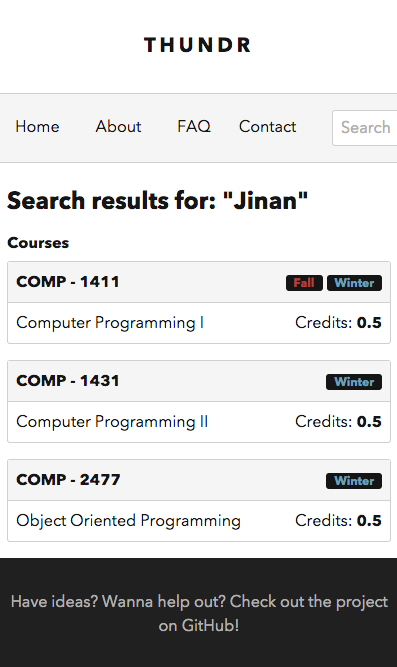 THUNDR
Home About FAQ Contact Search
Search results for: "Jinan"
Courses
COMP - 1411 Fall Winter
Computer Programming I Credits: 0.5
COMP - 1431 Winter
Computer Programming II Credits: 0.5
COMP - 2477 Winter
Object Oriented Programming Credits: 0.5
Have ideas? Wanna help out? Check out the project
on GitHub!